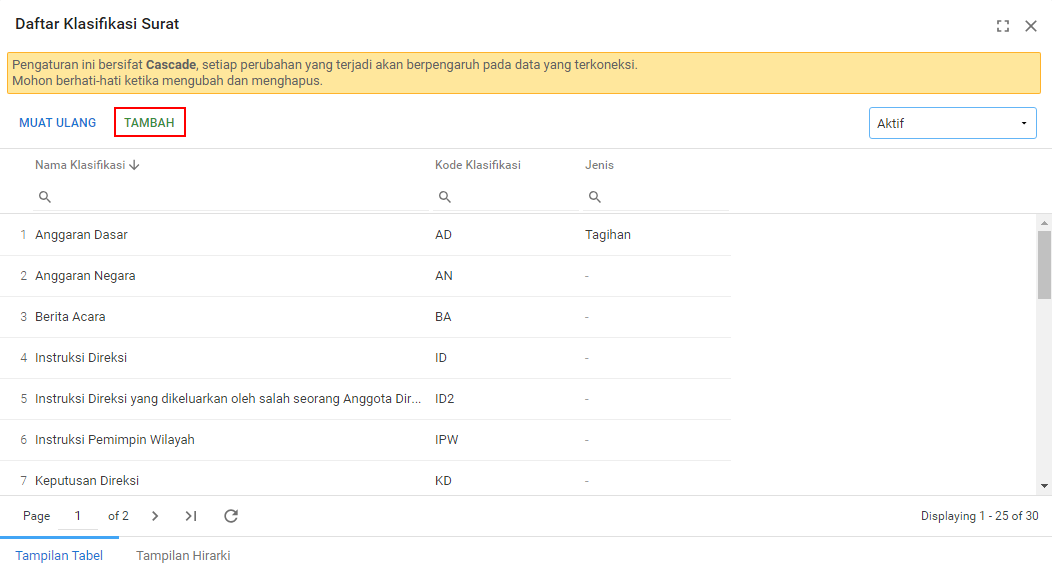 Daftar Klasifikasi Surat
Pengaturan ini bersifat Cascade, setiap perubahan yang terjadi akan berpengaruh pada data yang terkoneksi.
Mohon berhati-hati ketika mengubah dan menghapus.
MUAT ULANG TAMBAH Aktif
Nama Klasifikasi Kode Klasifikasi Jenis
1 Anggaran Dasar AD Tagihan
2 Anggaran Negara AN -
3 Berita Acara BA -
4 Instruksi Direksi ID -
5 Instruksi Direksi yang dikeluarkan oleh salah seorang Anggota Dir... ID2 -
6 Instruksi Pemimpin Wilayah IPW -
7 Keputusan Direksi KD -
Page 1 of 2 Displaying 1 - 25 of 30
Tampilan Tabel Tampilan Hirarki